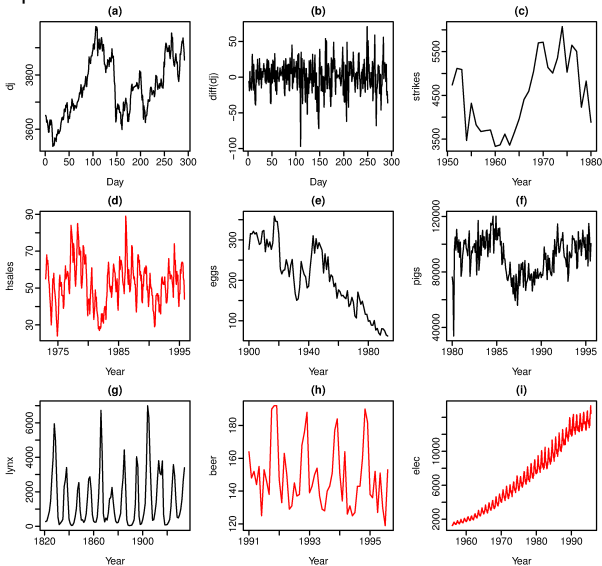 (a) (b) (c)
dj 3600 3800
0 50 100 150 200 250 300
Day
diff(dj) −100 −50 0 50
0 50 100 150 200 250 300
Day
strikes 3500 4500 5500
1950 1960 1970 1980
Year
(d) (e) (f)
hsales 30 50 70 90
1975 1985 1995
Year
eggs 100 200 300
1900 1940 1980
Year
pigs 40000 80000 120000
1980 1985 1990 1995
Year
(g) (h) (i)
lynx 0 2000 4000 6000
1820 1860 1900
Year
beer 120 140 160 180
1991 1993 1995
Year
elec 2000 6000 10000
1960 1970 1980 1990
Year